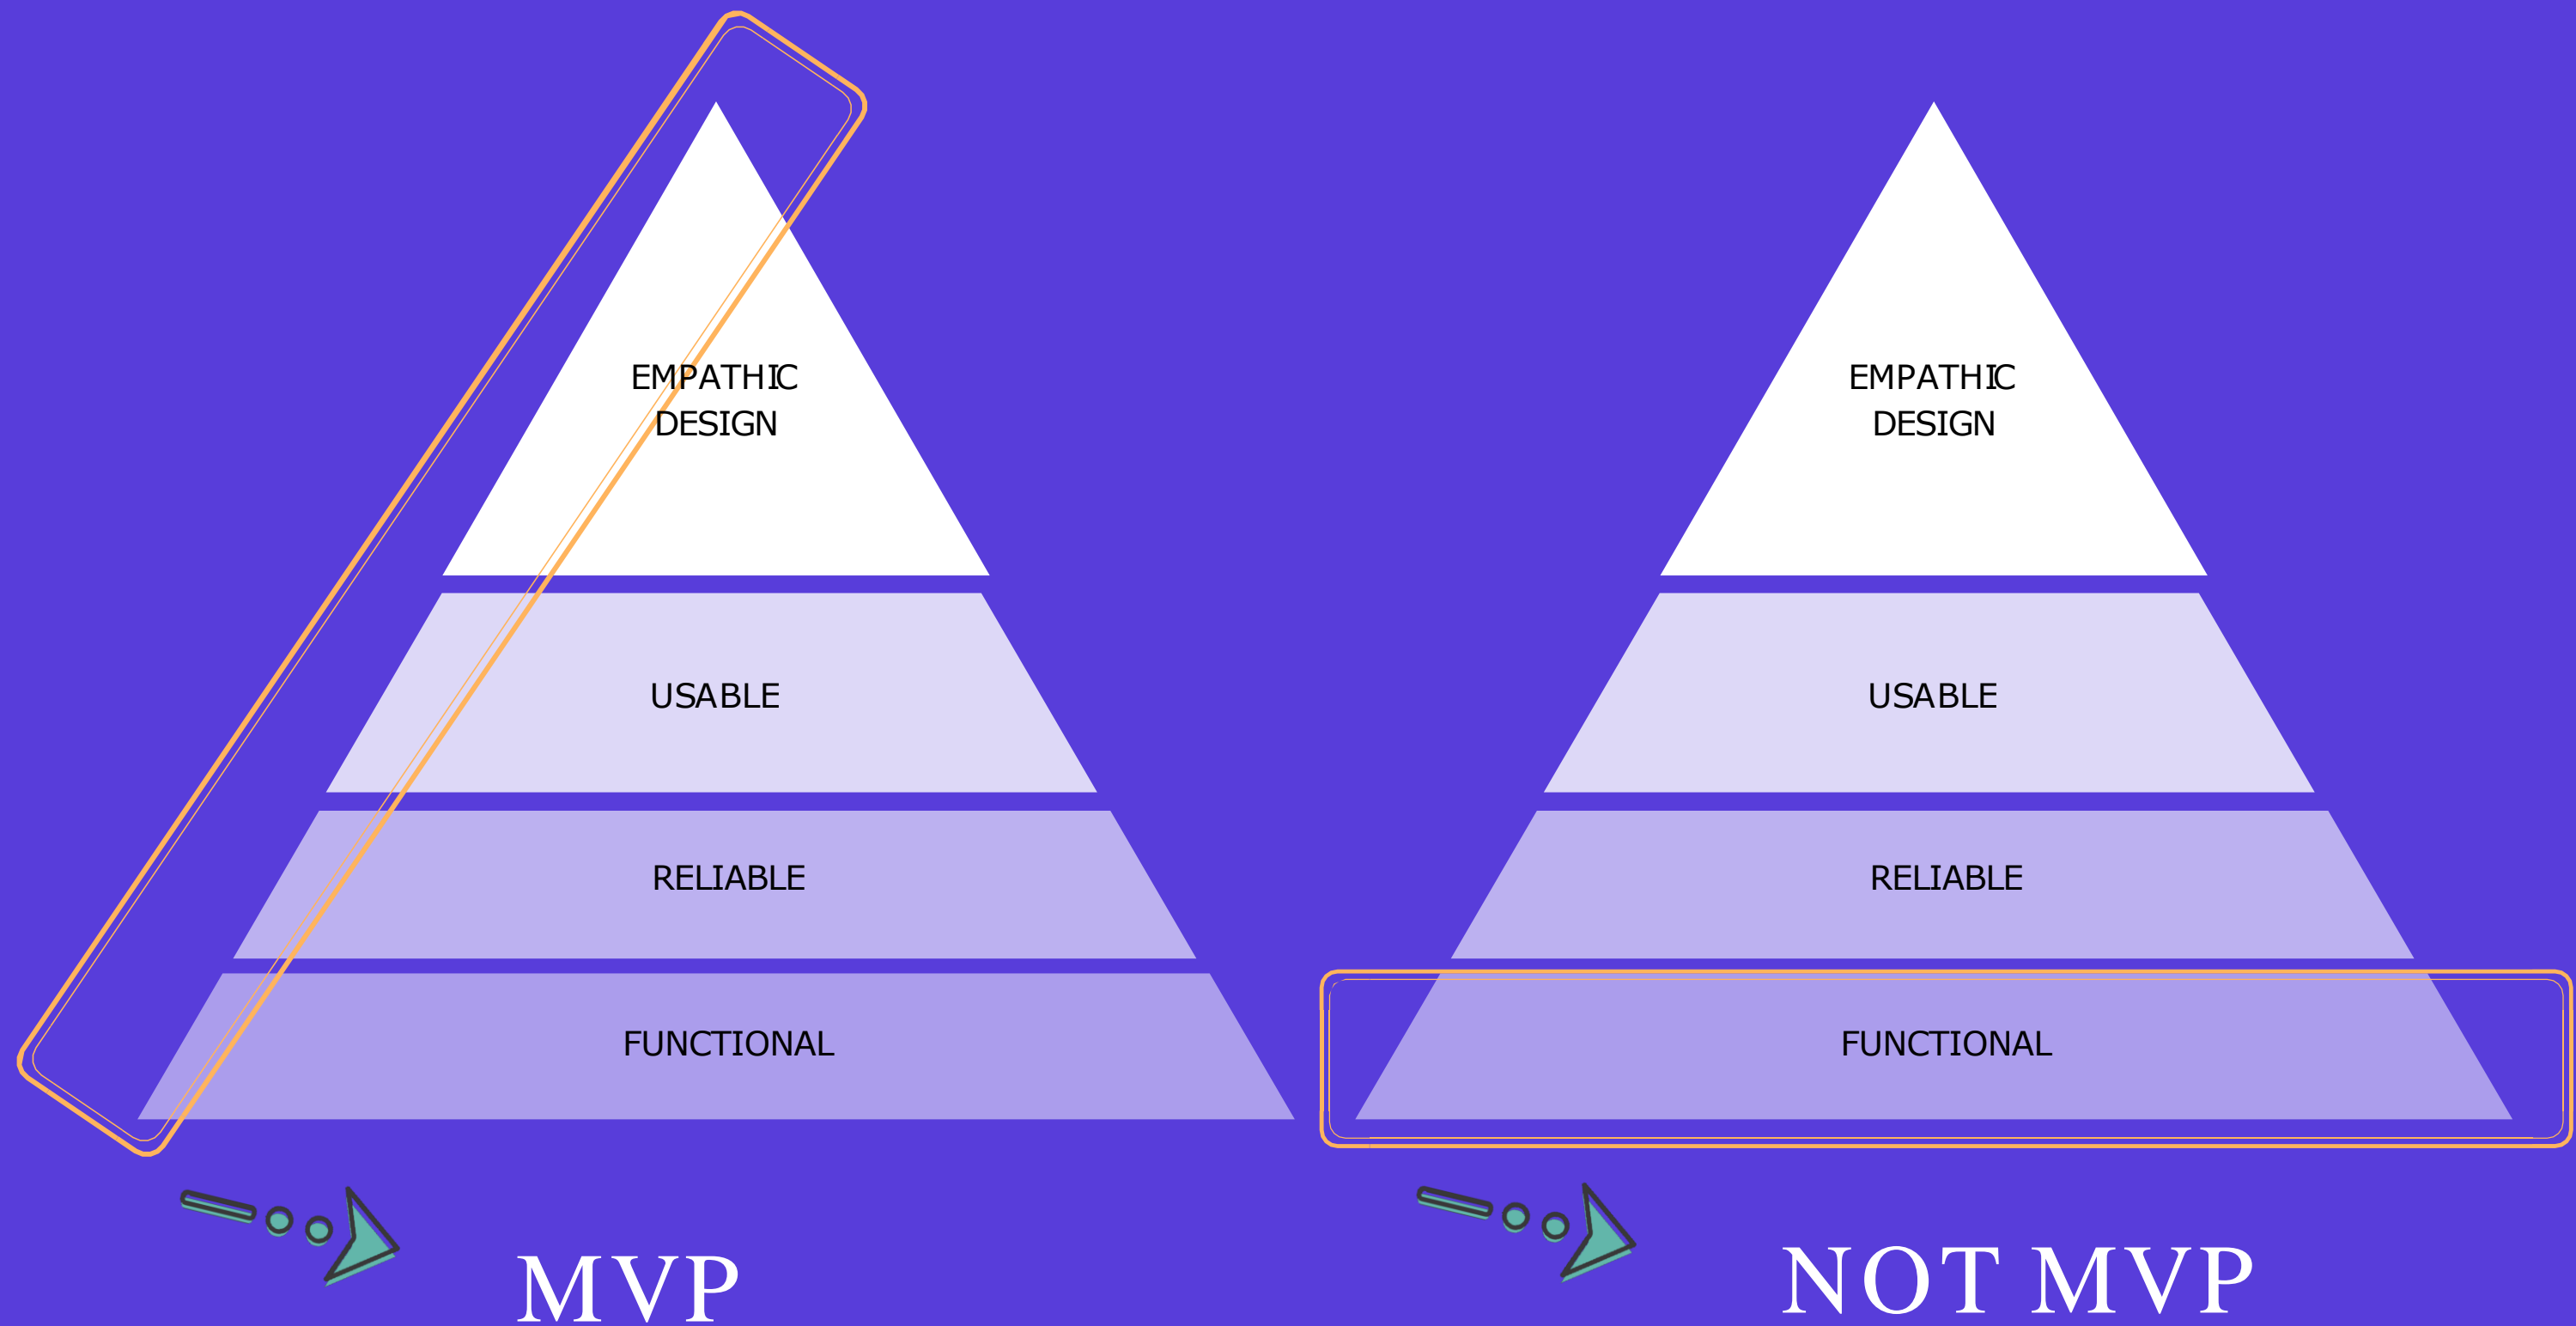 EMPATHIC
DESIGN
USABLE
RELIABLE
FUNCTIONAL
MVP
EMPATHIC
DESIGN
USABLE
RELIABLE
FUNCTIONAL
NOT MVP